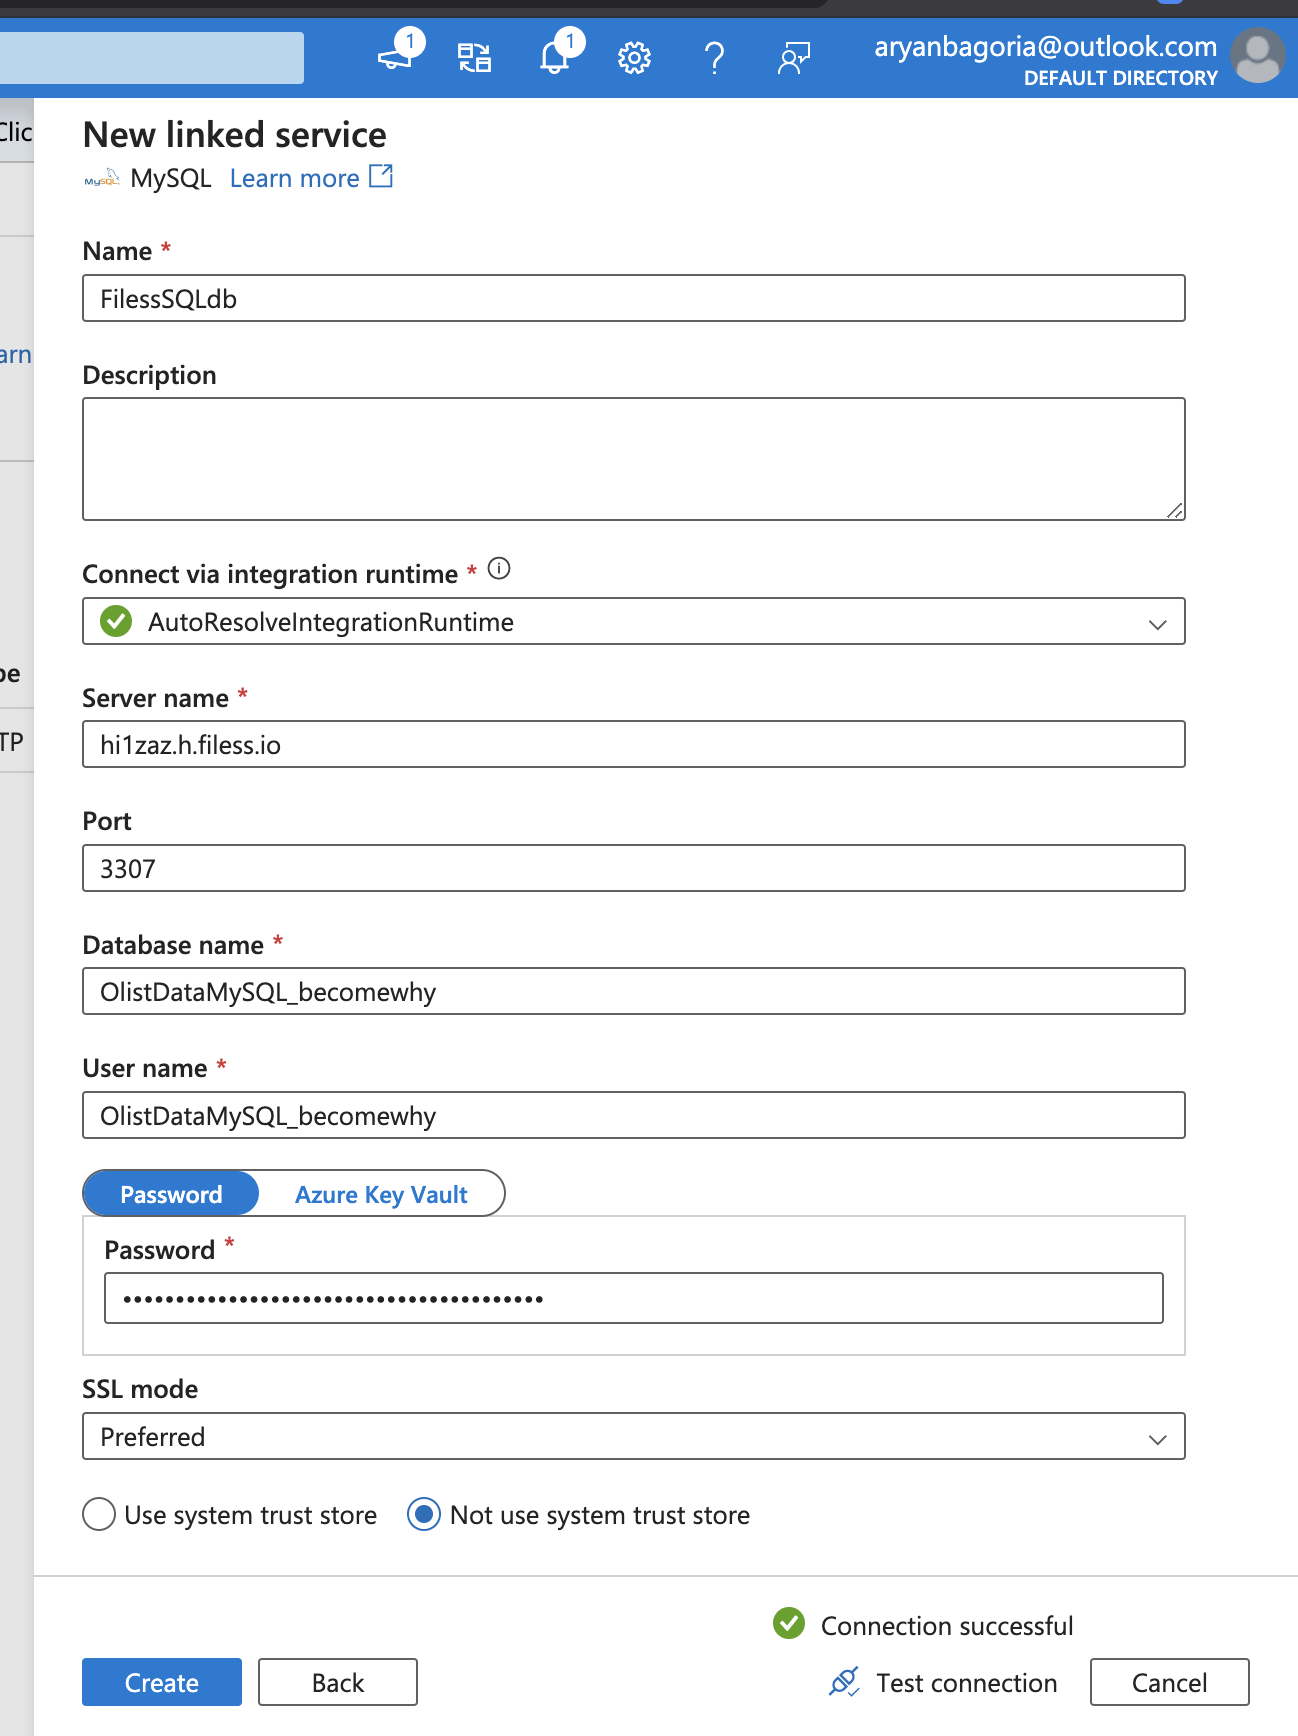 1
1
aryanbagoria@outlook.com
DEFAULT DIRECTORY
Clic
New linked service
MySQL MySQL Learn more
Name *
FilessSQLdb
arn
Description
Connect via integration runtime *
AutoResolveIntegrationRuntime
pe
Server name *
hi1zaz.h.filess.io
TP
Port
3307
Database name *
OlistDataMySQL_becomewhy
User name *
OlistDataMySQL_becomewhy
Password Azure Key Vault
Password *
••••••••••••••••••••••••••••••••••••••••
SSL mode
Preferred
Use system trust store Not use system trust store
Connection successful
Create Back Test connection Cancel